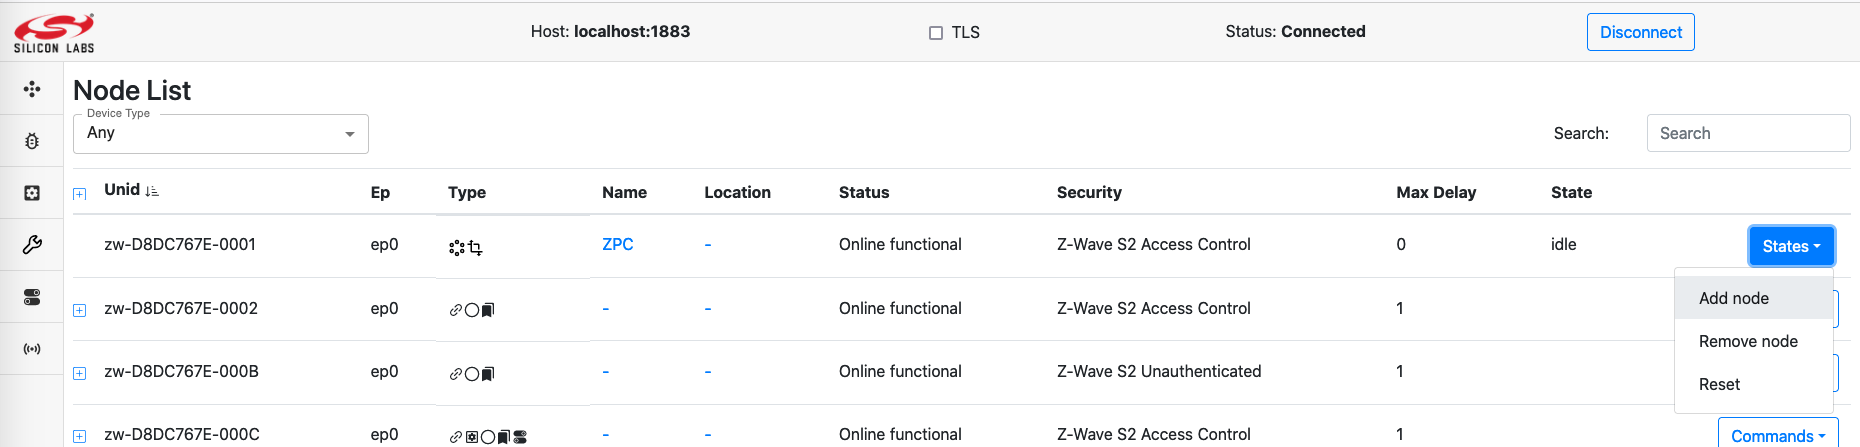 SILICON LABS
Host: localhost:1883 TLS Status: Connected Disconnect
Node List
Device Type
Any
Search: Search
Unid Ep Type Name Location Status Security Max Delay State
zw-D8DC767E-0001 ep0 ZPC - Online functional Z-Wave S2 Access Control 0 idle States
Add node
zw-D8DC767E-0002 ep0 - - Online functional Z-Wave S2 Access Control 1
Remove node
zw-D8DC767E-000B ep0 - - Online functional Z-Wave S2 Unauthenticated 1
Reset
zw-D8DC767E-000C ep0 - - Online functional Z-Wave S2 Access Control 1 Commands